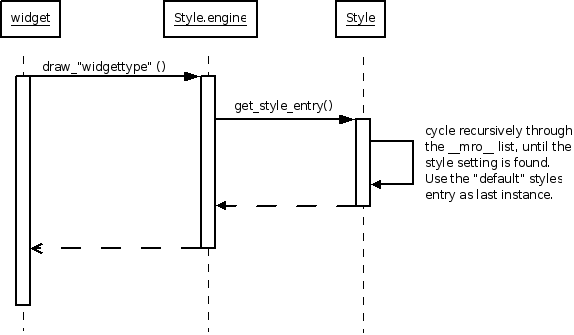 widget
Style.engine
Style
draw_"widgettype" ()
get_style_entry()
cycle recursively through
the __mro__ list, until the
style setting is found.
Use the "default" styles
entry as last instance.